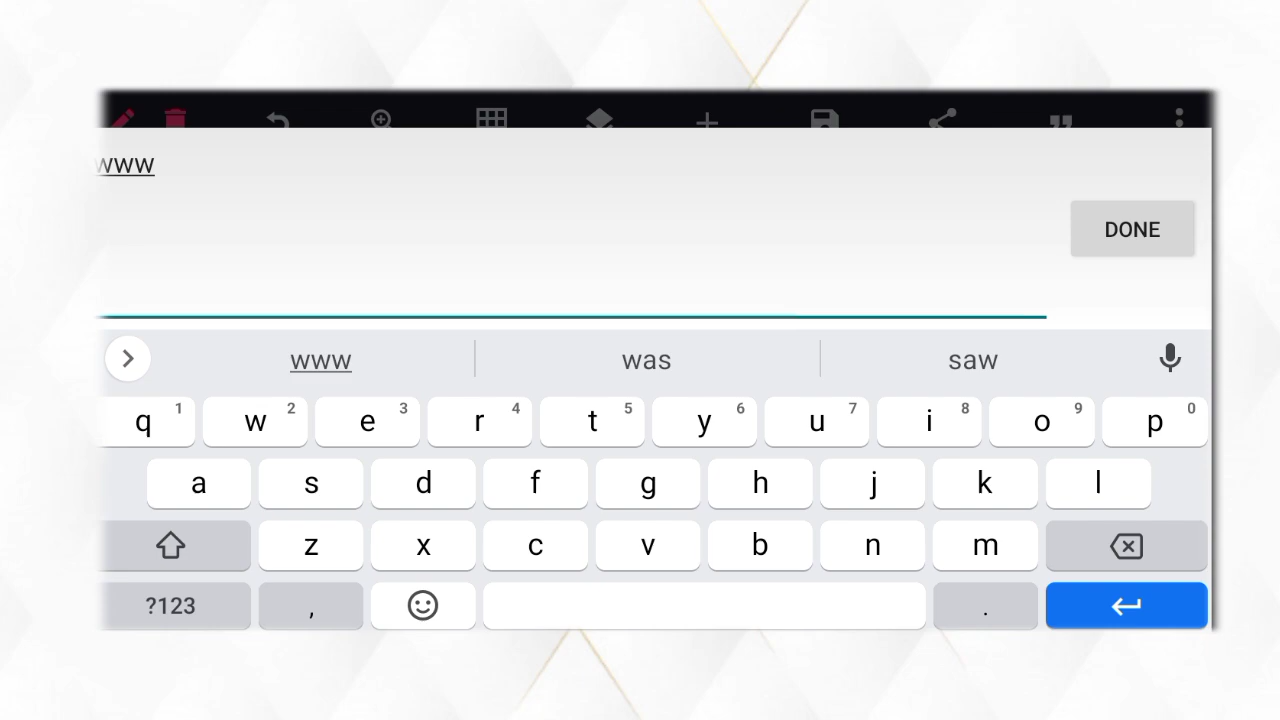 www
DONE
www was saw
q 1 w 2 e 3 r 4 t 5 y 6 u 7 i 8 o 9 p 0
a s d f g h j k l
z x c v b n m
?123 , .